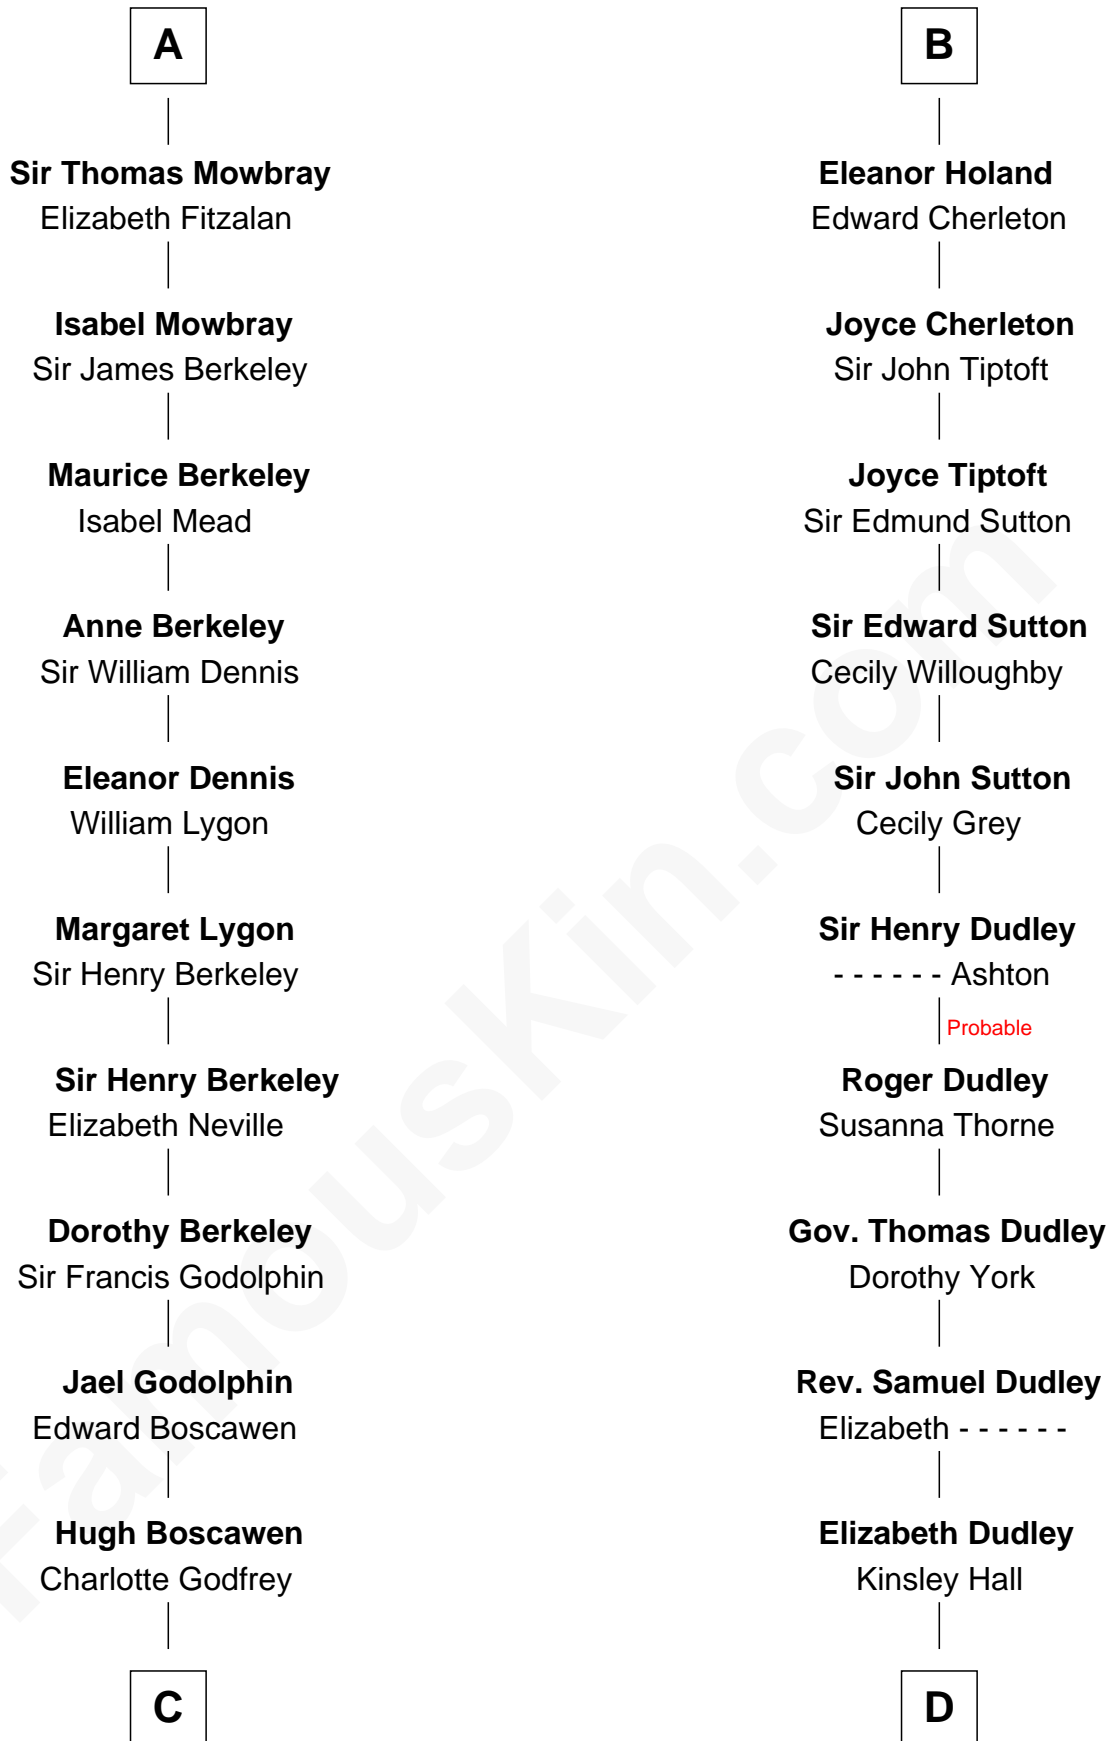 A
Sir Thomas Mowbray
Elizabeth Fitzalan
Isabel Mowbray
Sir James Berkeley
Maurice Berkeley
Isabel Mead
Anne Berkeley
Sir William Dennis
Eleanor Dennis
William Lygon
Margaret Lygon
Sir Henry Berkeley
Sir Henry Berkeley
Elizabeth Neville
Dorothy Berkeley
Sir Francis Godolphin
Jael Godolphin
Edward Boscawen
Hugh Boscawen
Charlotte Godfrey
C
B
Eleanor Holand
Edward Cherleton
Joyce Cherleton
Sir John Tiptoft
Joyce Tiptoft
Sir Edmund Sutton
Sir Edward Sutton
Cecily Willoughby
Sir John Sutton
Cecily Grey
Sir Henry Dudley
- - - - - - Ashton
Probable
Roger Dudley
Susanna Thorne
Gov. Thomas Dudley
Dorothy York
Rev. Samuel Dudley
Elizabeth - - - - - -
Elizabeth Dudley
Kinsley Hall
D
FamousKin.com